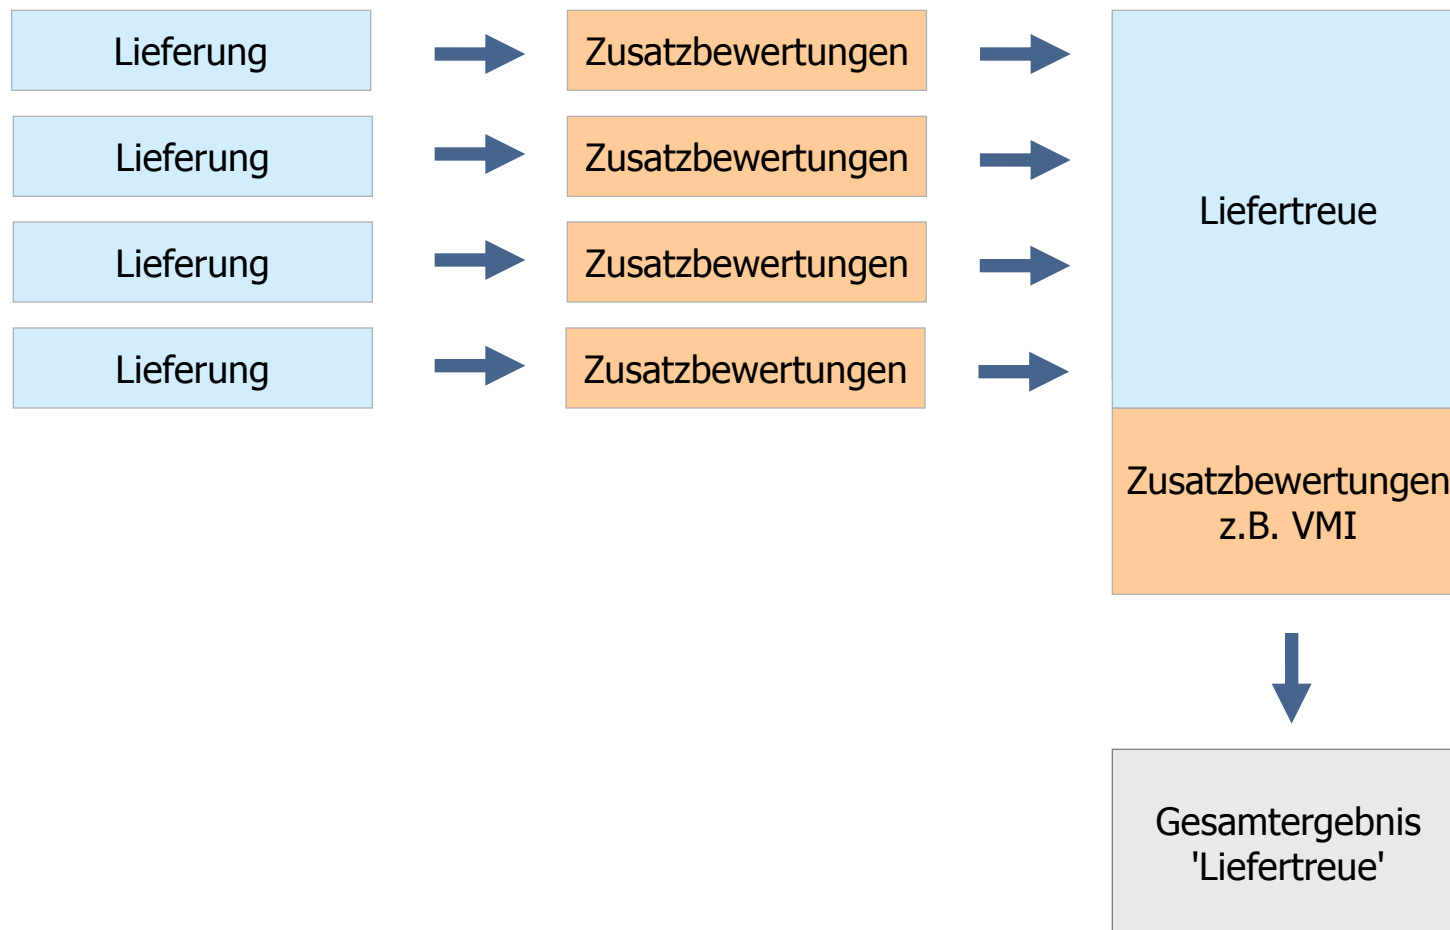 Lieferung
Zusatzbewertungen
Lieferung
Zusatzbewertungen
Lieferung
Zusatzbewertungen
Lieferung
Zusatzbewertungen
Liefertreue
Zusatzbewertungen
z.B. VMI
Gesamtergebnis
'Liefertreue'